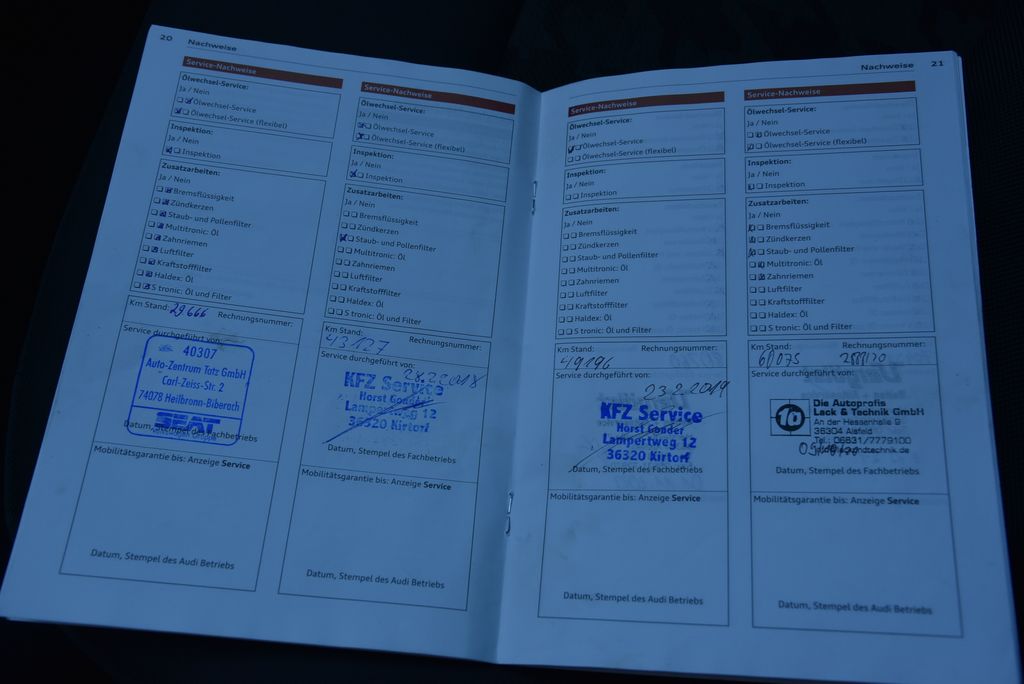 20 Nachweise
Service-Nachweise
Ölwechsel-Service:
Ja / Nein
Ölwechsel-Service
Ölwechsel-Service (flexibel)
Inspektion:
Ja / Nein
Inspektion
Zusatzarbeiten:
Ja / Nein
Bremsflüssigkeit
Zündkerzen
Staub- und Pollenfilter
Multitronic: Öl
Zahnriemen
Luftfilter
Kraftstofffilter
Haldex: Öl
S tronic: Öl und Filter
Km Stand: 29666 Rechnungsnummer:
Service durchgeführt von:
40307
Auto-Zentrum Tatz GmbH
Carl-Zeiss-Str. 2
74078 Heilbronn-Biberach
SEAT
Datum, Stempel des Fachbetriebs
Mobilitätsgarantie bis: Anzeige Service
Datum, Stempel des Audi Betriebs
Service-Nachweise
Ölwechsel-Service:
Ja / Nein
Ölwechsel-Service
Ölwechsel-Service (flexibel)
Inspektion:
Ja / Nein
Inspektion
Zusatzarbeiten:
Ja / Nein
Bremsflüssigkeit
Zündkerzen
Staub- und Pollenfilter
Multitronic: Öl
Zahnriemen
Luftfilter
Kraftstofffilter
Haldex: Öl
S tronic: Öl und Filter
Km Stand: Rechnungsnummer:
43127
Service durchgeführt von:
28.2.2018
KFZ Service
Horst Gonder
Lampertweg 12
36320 Kirtorf
Datum, Stempel des Fachbetriebs
Mobilitätsgarantie bis: Anzeige Service
Datum, Stempel des Audi Betriebs
Nachweise 21
Service-Nachweise
Ölwechsel-Service:
Ja / Nein
Ölwechsel-Service
Ölwechsel-Service (flexibel)
Inspektion:
Ja / Nein
Inspektion
Zusatzarbeiten:
Ja / Nein
Bremsflüssigkeit
Zündkerzen
Staub- und Pollenfilter
Multitronic: Öl
Zahnriemen
Luftfilter
Kraftstofffilter
Haldex: Öl
S tronic: Öl und Filter
Km Stand: Rechnungsnummer:
49196
Service durchgeführt von:
23.2.2019
KFZ Service
Horst Gonder
Lampertweg 12
36320 Kirtorf
Datum, Stempel des Fachbetriebs
Mobilitätsgarantie bis: Anzeige Service
Datum, Stempel des Audi Betriebs
Service-Nachweise
Ölwechsel-Service:
Ja / Nein
Ölwechsel-Service
Ölwechsel-Service (flexibel)
Inspektion:
Ja / Nein
Inspektion
Zusatzarbeiten:
Ja / Nein
Bremsflüssigkeit
Zündkerzen
Staub- und Pollenfilter
Multitronic: Öl
Zahnriemen
Luftfilter
Kraftstofffilter
Haldex: Öl
S tronic: Öl und Filter
Km Stand: Rechnungsnummer:
60075
Service durchgeführt von:
Die Autoprofis
Lack & Technik GmbH
An der Hessenhalle 9
36304 Alsfeld
Tel.: 06631/7779100
Datum, Stempel des Fachbetriebs
Mobilitätsgarantie bis: Anzeige Service
Datum, Stempel des Audi Betriebs